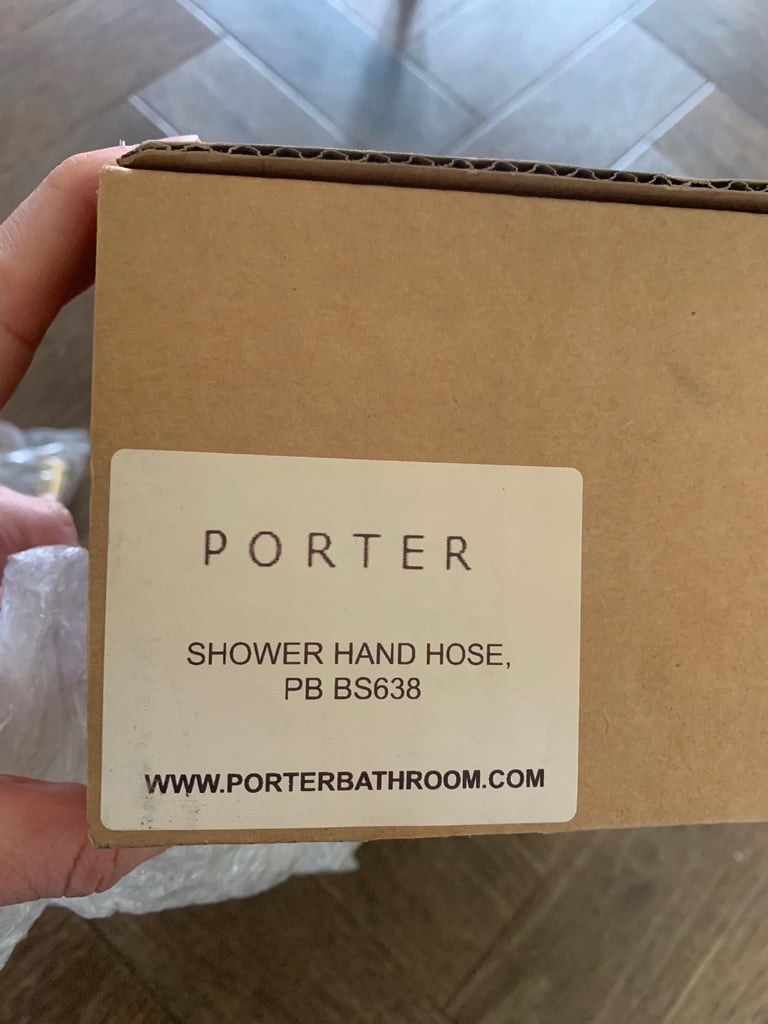 PORTER
SHOWER HAND HOSE,
PB BS638
WWW.PORTERBATHROOM.COM